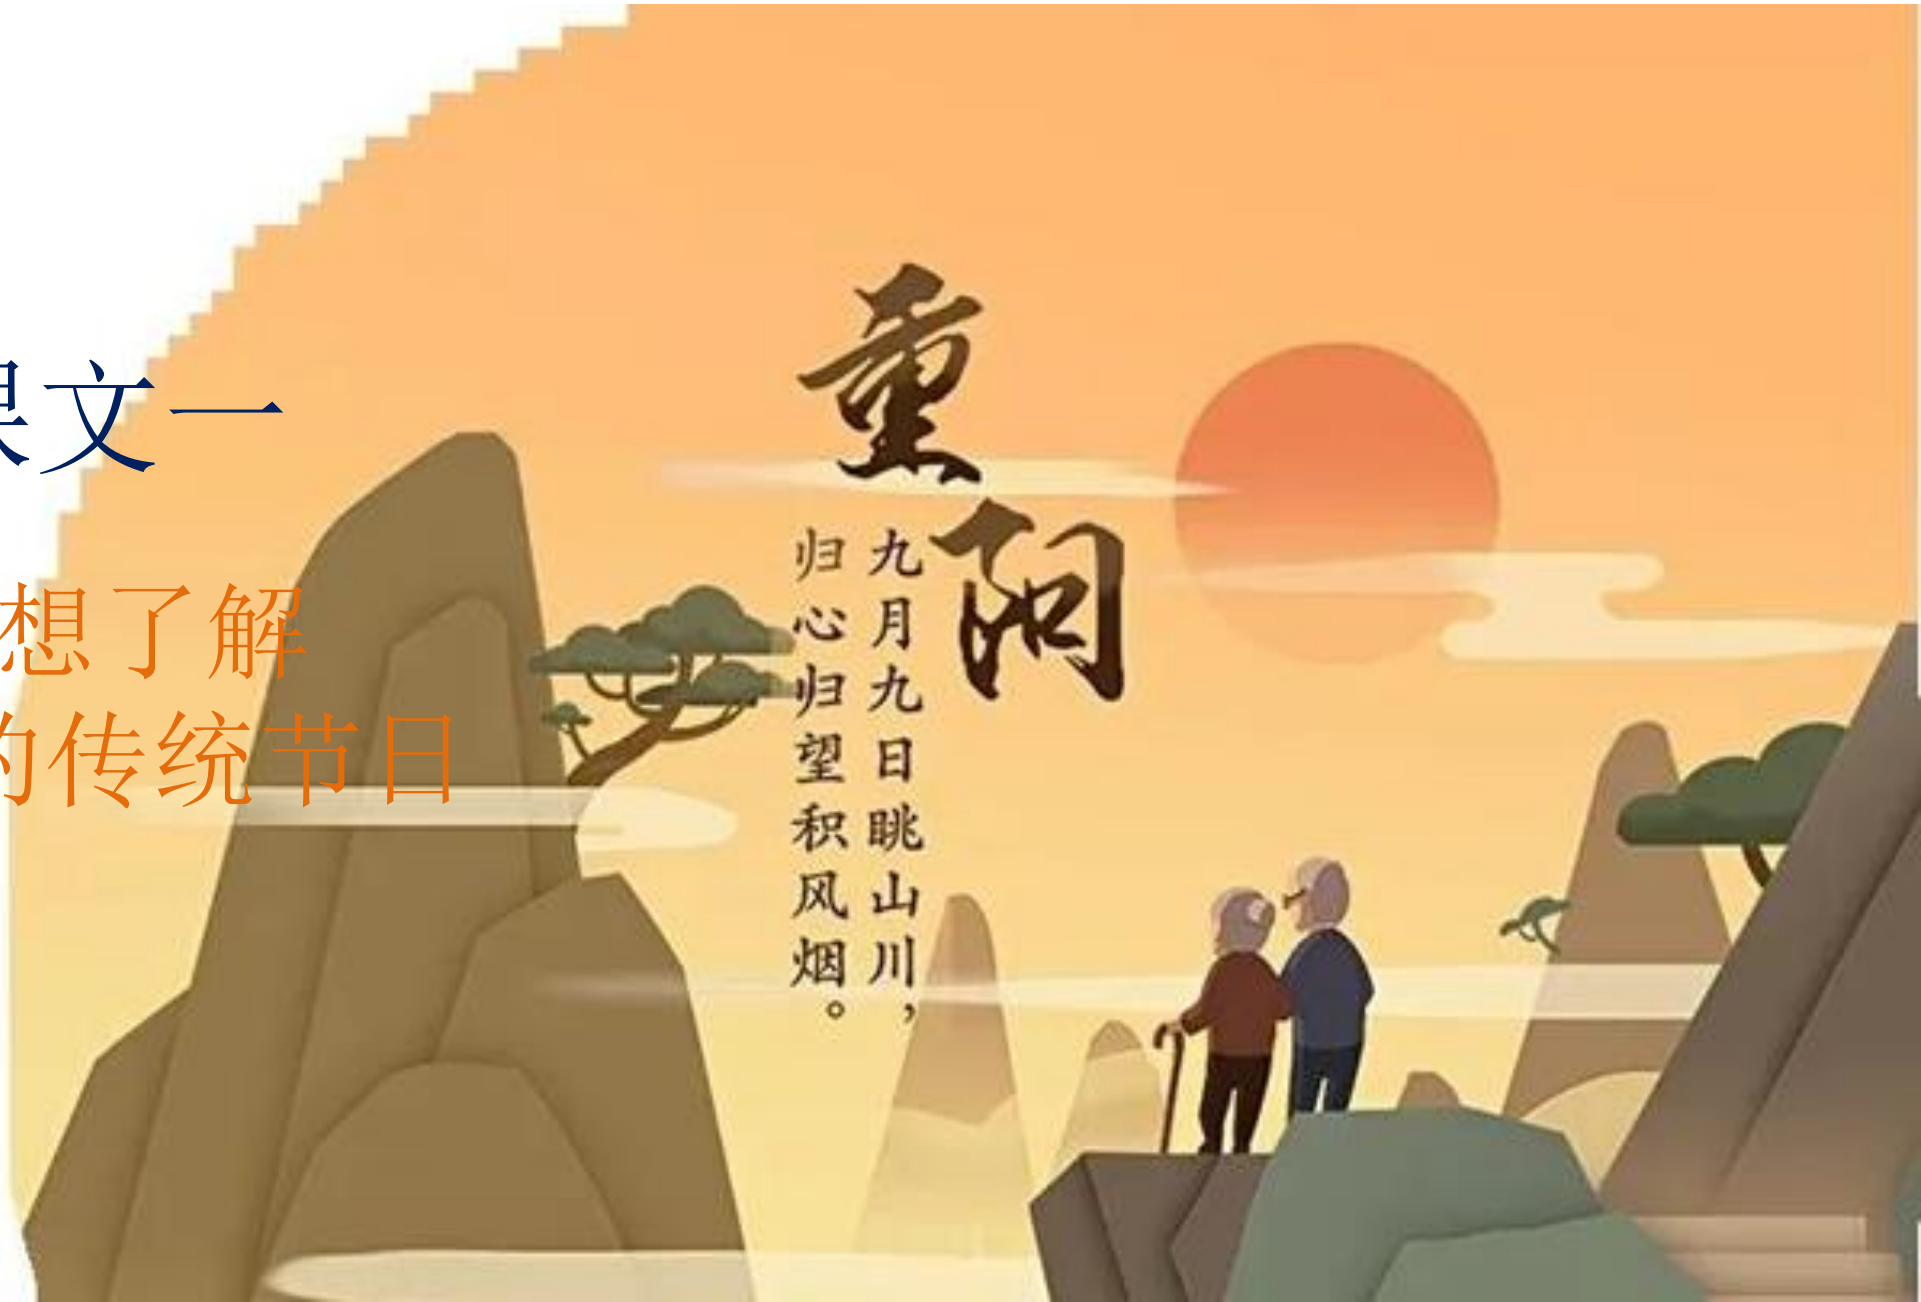 课文一
想了解
的传统节日
重阳
九月九日眺山川，
归心归望积风烟。